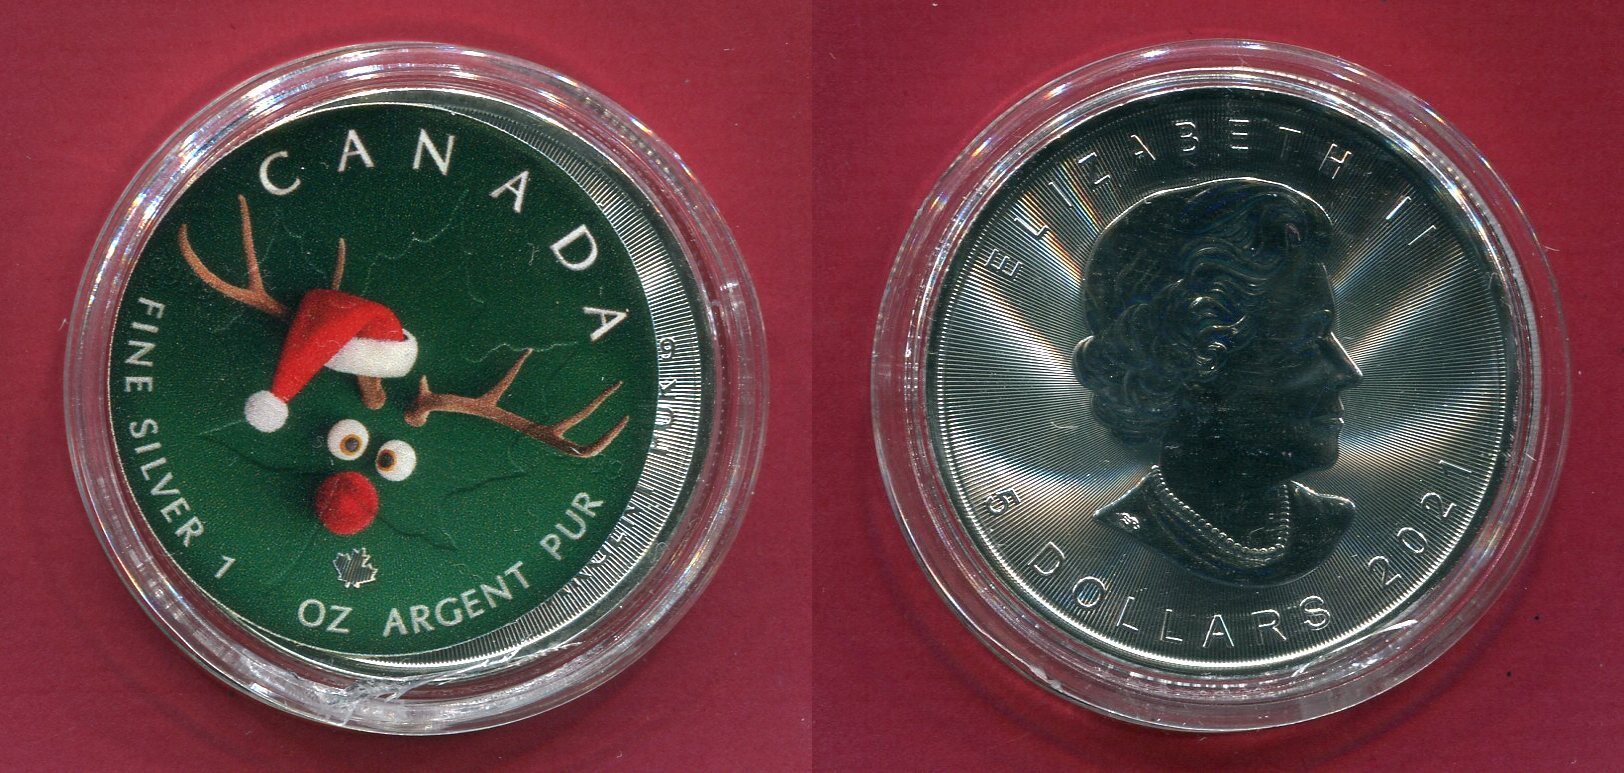 CANADA
FINE SILVER 1 OZ ARGENT PUR
ELIZABETH II
5 DOLLARS 2021